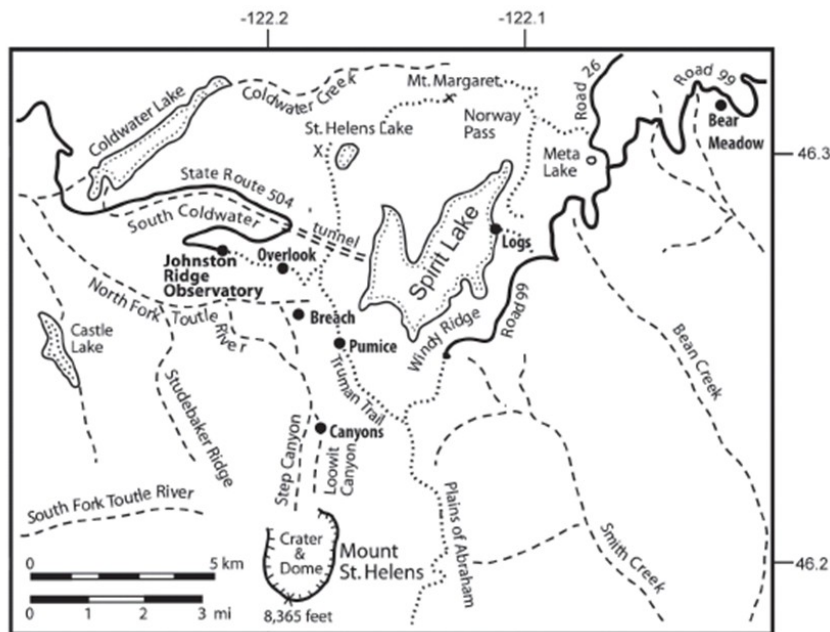 -122.2
-122.1
Road 26
Road 99
Mt. Margaret
Coldwater Creek
Coldwater Lake
Norway
Pass
Bear
Meadow
St. Helens Lake
X
Meta
Lake
46.3
State Route 504
South Coldwater
tunnel
Spirit Lake
Logs
Overlook
Johnston
Ridge
Observatory
North Fork Toutle River
Breach
Pumice
Windy Ridge
Road 99
Castle
Lake
Bean Creek
Truman Trail
Studebaker Ridge
Canyons
Step Canyon
Loowit
Canyon
South Fork Toutle River
Plains of Abraham
Smith Creek
Crater
&
Dome
Mount
St. Helens
46.2
0 5 km
0 1 2 3 mi
8,365 feet